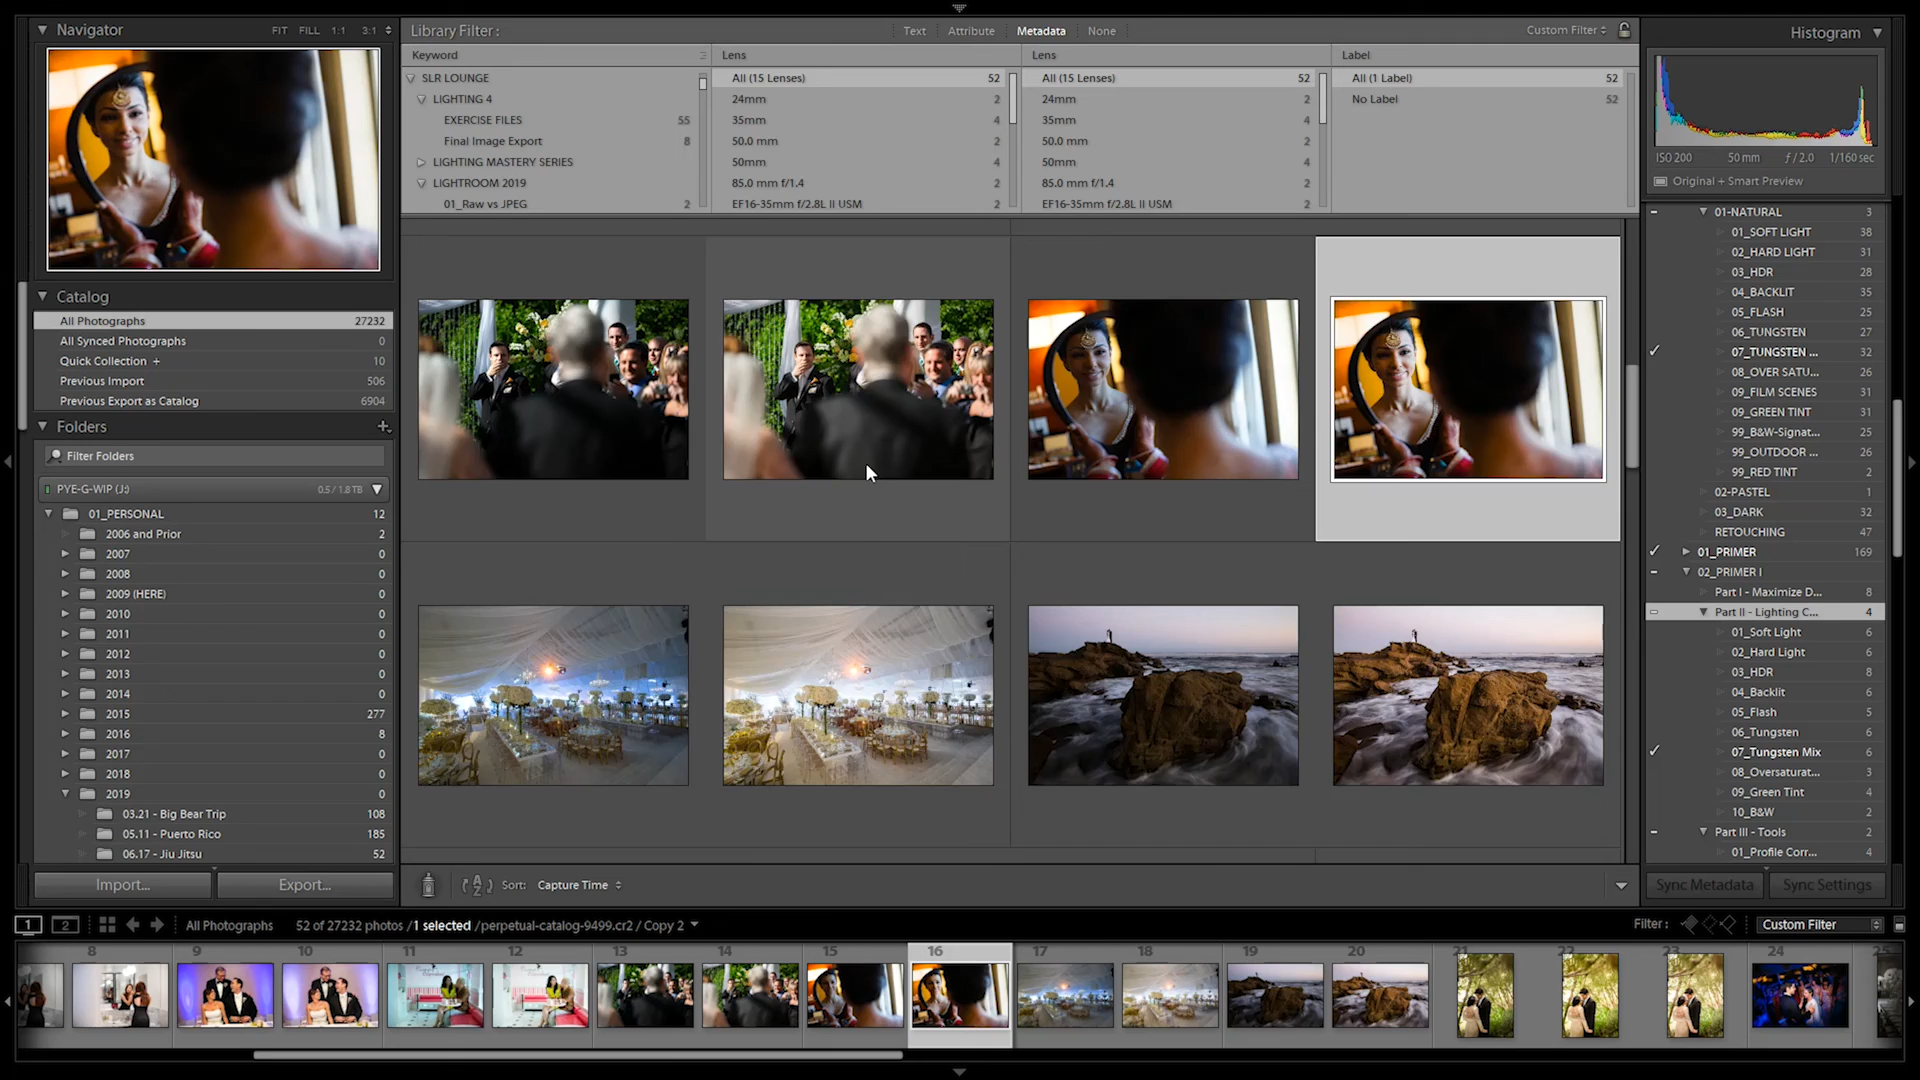 Navigator FIT FILL 1:1 3:1
Library Filter : Text Attribute Metadata None Custom Filter
Histogram
Keyword Lens Lens Label
SLR LOUNGE
All (15 Lenses) 52
All (15 Lenses) 52
All (1 Label) 52
LIGHTING 4
24mm 2
24mm 2
No Label 52
EXERCISE FILES 55
35mm 4
35mm 4
Final Image Export 8
50.0 mm 2
50.0 mm 2
LIGHTING MASTERY SERIES
50mm 4
50mm 4
LIGHTROOM 2019
85.0 mm f/1.4 2
85.0 mm f/1.4 2
01_Raw vs JPEG 2
EF16-35mm f/2.8L II USM 2
EF16-35mm f/2.8L II USM 2
ISO 200 50 mm ƒ / 2.0 1/160 sec
Original + Smart Preview
Catalog
All Photographs 27232
All Synced Photographs 0
Quick Collection + 10
Previous Import 506
Previous Export as Catalog 6904
Folders +
Filter Folders
PYE-G-WIP (J:) 0.5 / 1.8 TB
01_PERSONAL 12
2006 and Prior 2
2007 0
2008 0
2009 (HERE) 0
2010 0
2011 0
2012 0
2013 0
2014 0
2015 277
2016 8
2017 0
2018 0
2019 0
03.21 - Big Bear Trip 108
05.11 - Puerto Rico 185
06.17 - Jiu Jitsu 52
Import... Export...
01-NATURAL 3
01_SOFT LIGHT 38
02_HARD LIGHT 31
03_HDR 28
04_BACKLIT 35
05_FLASH 25
06_TUNGSTEN 31
07_TUNGSTEN ... 32
08_OVER SATU... 26
09_FILM SCENES 31
09_GREEN TINT 31
99_B&W-Signat... 25
99_OUTDOOR ... 26
99_RED TINT 2
02-PASTEL 1
03_DARK 32
RETOUCHING 47
01_PRIMER 169
02_PRIMER I
Part I - Maximize D... 8
Part II - Lighting C... 4
01_Soft Light 6
02_Hard Light 6
03_HDR 8
04_Backlit 6
05_Flash 5
06_Tungsten 6
07_Tungsten Mix 6
08_Oversaturat... 3
09_Green Tint 4
10_B&W 2
Part III - Tools 2
01_Profile Corr... 4
Sync Metadata Sync Settings
Sort: Capture Time
1 2 All Photographs 52 of 27232 photos / 1 selected / perpetual-catalog-9499.cr2 / Copy 2
Filter : Custom Filter
8 9 10 11 12 13 14 15 16 17 18 19 20 21 22 23 24 25